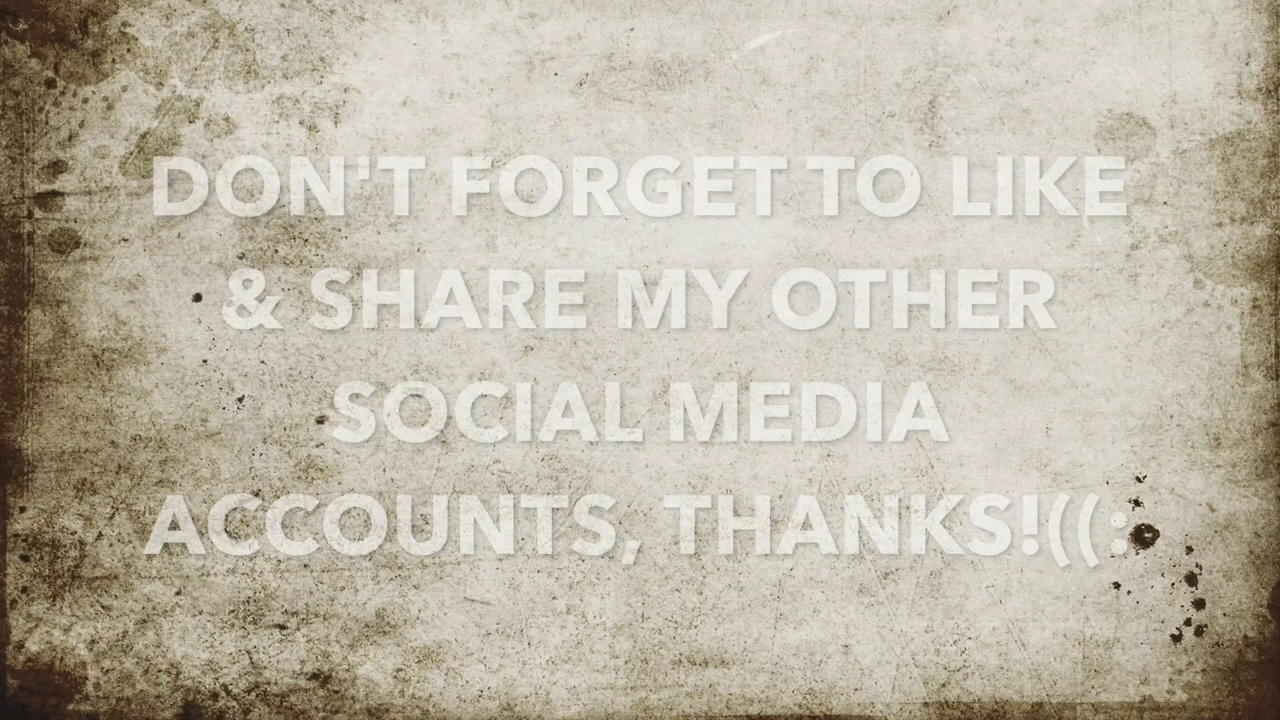 DON'T FORGET TO LIKE
& SHARE MY OTHER
SOCIAL MEDIA
ACCOUNTS, THANKS!((: